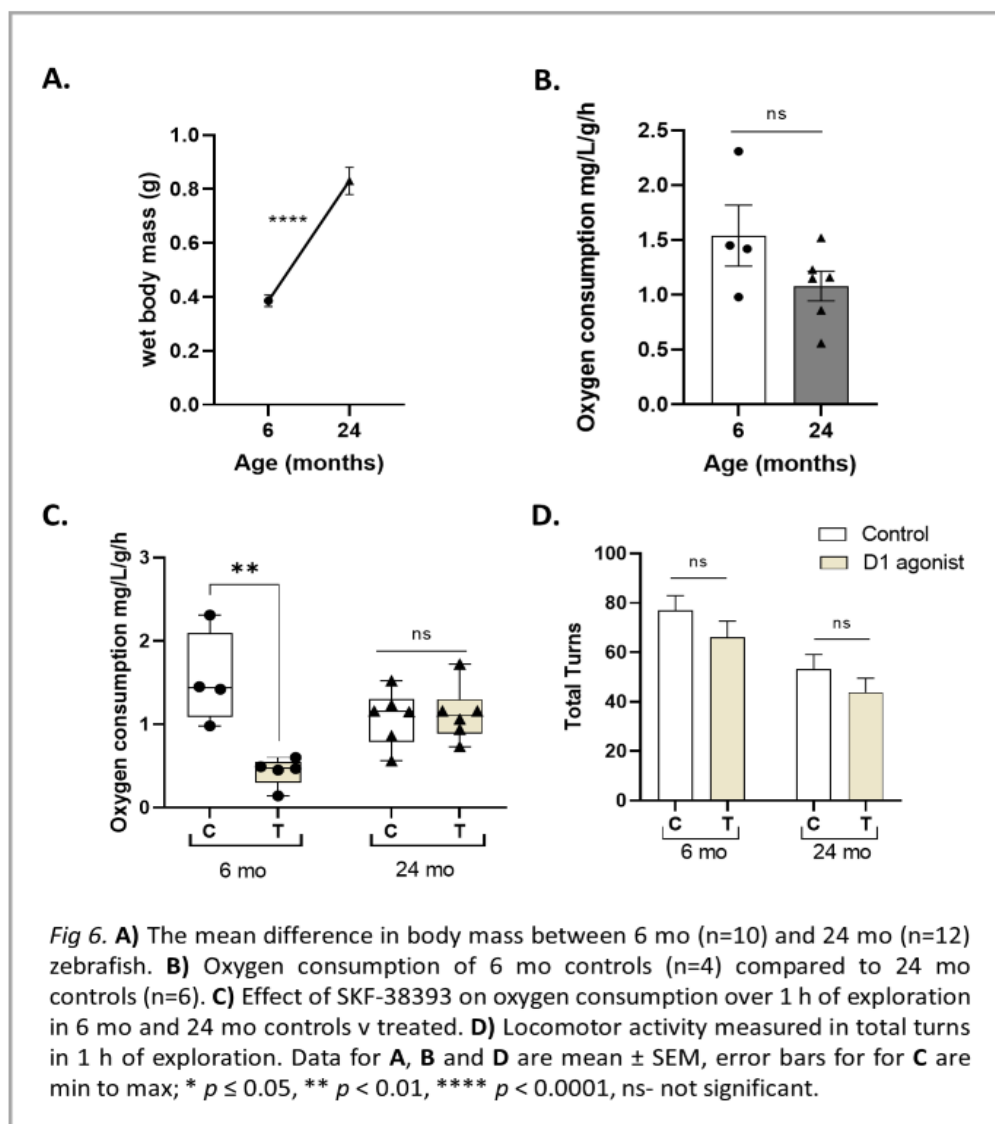 A.
1.0
0.8
0.6
0.4
0.2
0.0
wet body mass (g)
****
6 24
Age (months)
B.
Oxygen consumption mg/L/g/h
ns
2.5
2.0
1.5
1.0
0.5
0.0
6 24
Age (months)
C.
Oxygen consumption mg/L/g/h
3
2
1
0
**
ns
C T C T
6 mo 24 mo
D.
Control
D1 agonist
Total Turns
100
80
60
40
20
0
ns
ns
C T C T
6 mo 24 mo
Fig 6. A) The mean difference in body mass between 6 mo (n=10) and 24 mo (n=12)
zebrafish. B) Oxygen consumption of 6 mo controls (n=4) compared to 24 mo
controls (n=6). C) Effect of SKF-38393 on oxygen consumption over 1 h of exploration
in 6 mo and 24 mo controls v treated. D) Locomotor activity measured in total turns
in 1 h of exploration. Data for A, B and D are mean ± SEM, error bars for for C are
min to max; * p ≤ 0.05, ** p < 0.01, **** p < 0.0001, ns- not significant.